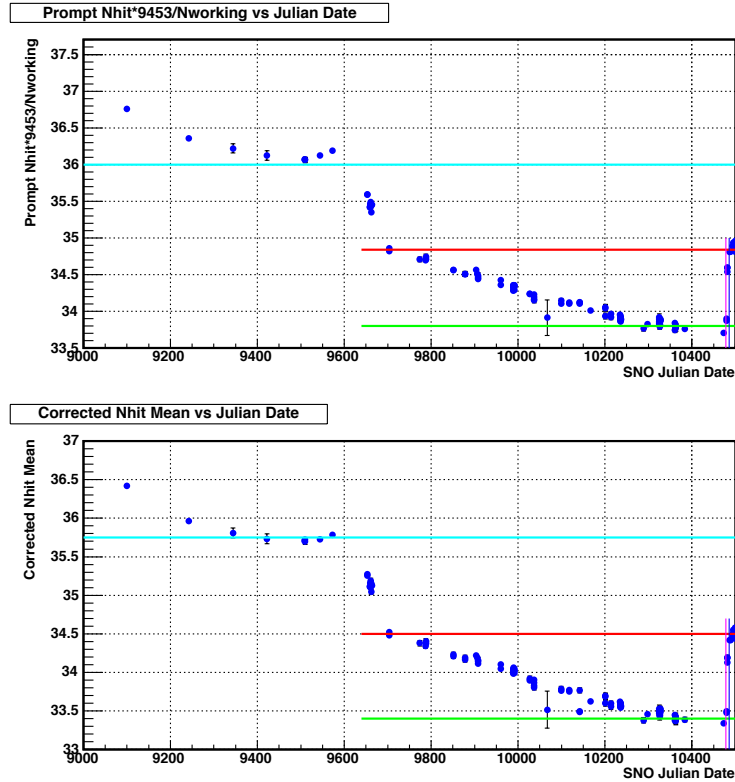 Prompt Nhit*9453/Nworking vs Julian Date
Prompt Nhit*9453/Nworking
37.5
37
36.5
36
35.5
35
34.5
34
33.5
9000 9200 9400 9600 9800 10000 10200 10400
SNO Julian Date
Corrected Nhit Mean vs Julian Date
Corrected Nhit Mean
37
36.5
36
35.5
35
34.5
34
33.5
33
9000 9200 9400 9600 9800 10000 10200 10400
SNO Julian Date